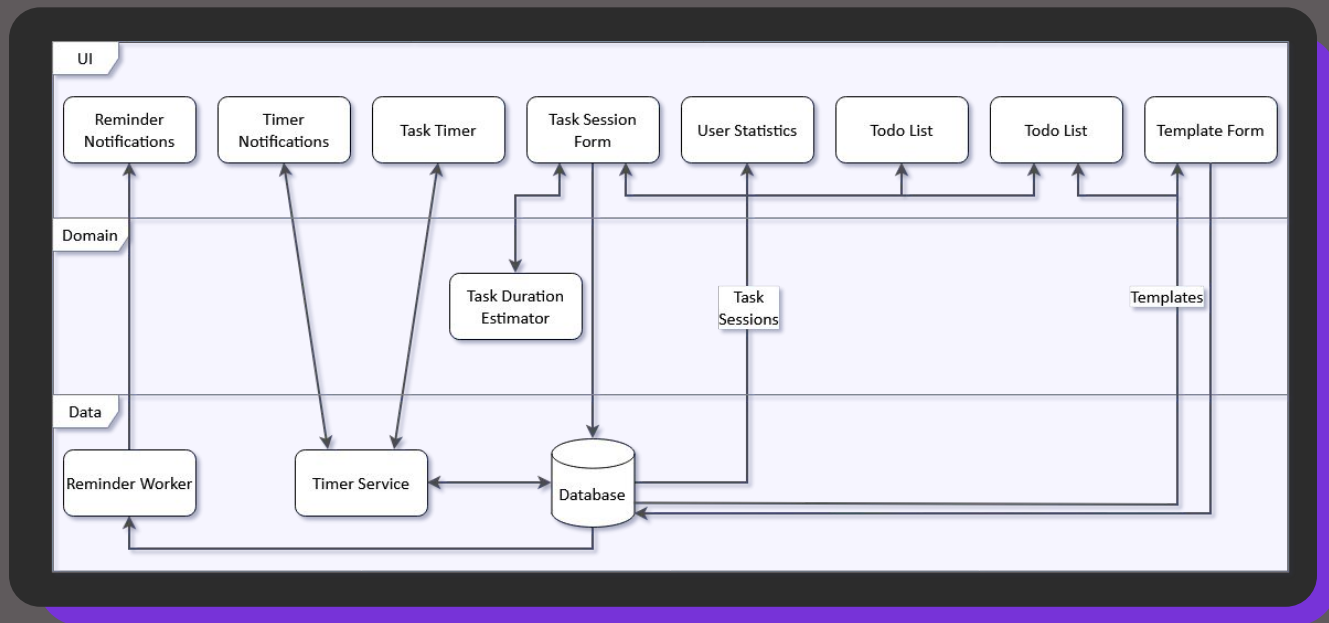 UI
Reminder
Notifications
Timer
Notifications
Task Timer
Task Session
Form
User Statistics
Todo List
Todo List
Template Form
Domain
Task Duration
Estimator
Task
Sessions
Templates
Data
Reminder Worker
Timer Service
Database